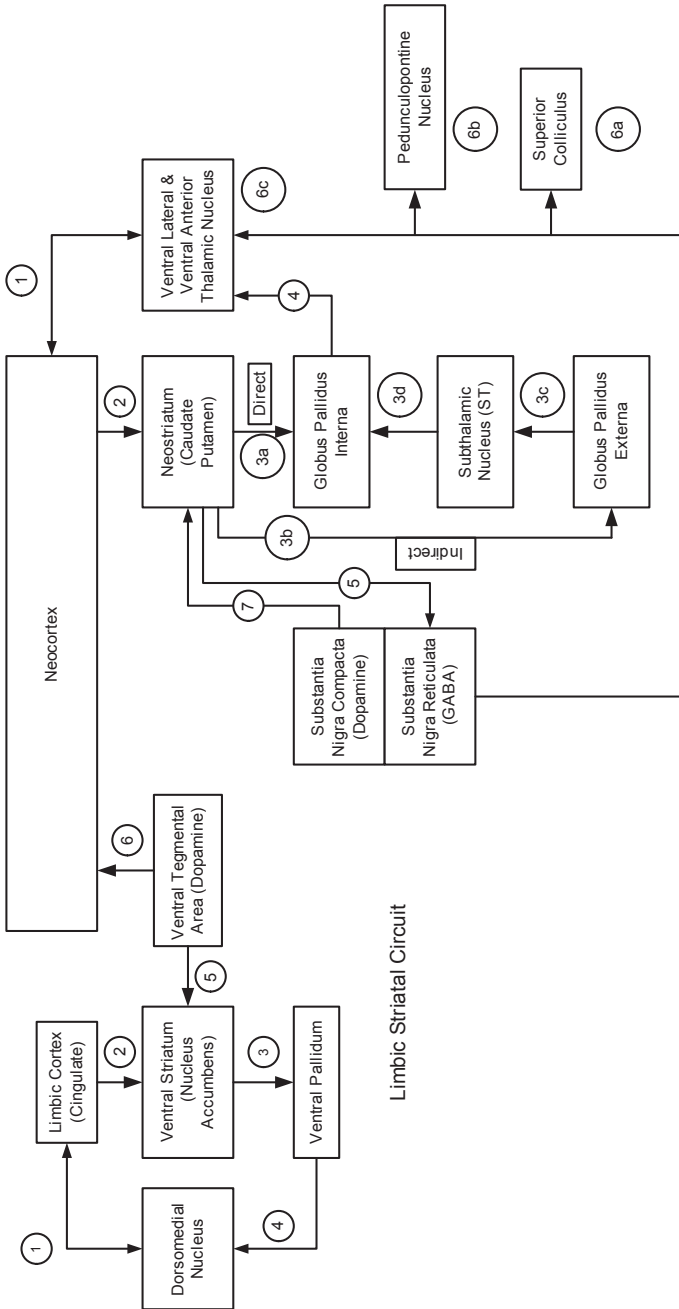 Neocortex
1
2
6
Limbic Cortex
(Cingulate)
1
2
Dorsomedial
Nucleus
Ventral Striatum
(Nucleus
Accumbens)
5
Ventral Tegmental
Area (Dopamine)
3
4
Ventral Pallidum
Limbic Striatal Circuit
Neostriatum
(Caudate
Putamen)
Ventral Lateral &
Ventral Anterior
Thalamic Nucleus
6c
Direct
3a
4
7
5
3b
Indirect
Globus Pallidus
Interna
3d
Subthalamic
Nucleus (ST)
3c
Globus Pallidus
Externa
Substantia
Nigra Compacta
(Dopamine)
Substantia
Nigra Reticulata
(GABA)
Pedunculopontine
Nucleus
6b
Superior
Colliculus
6a